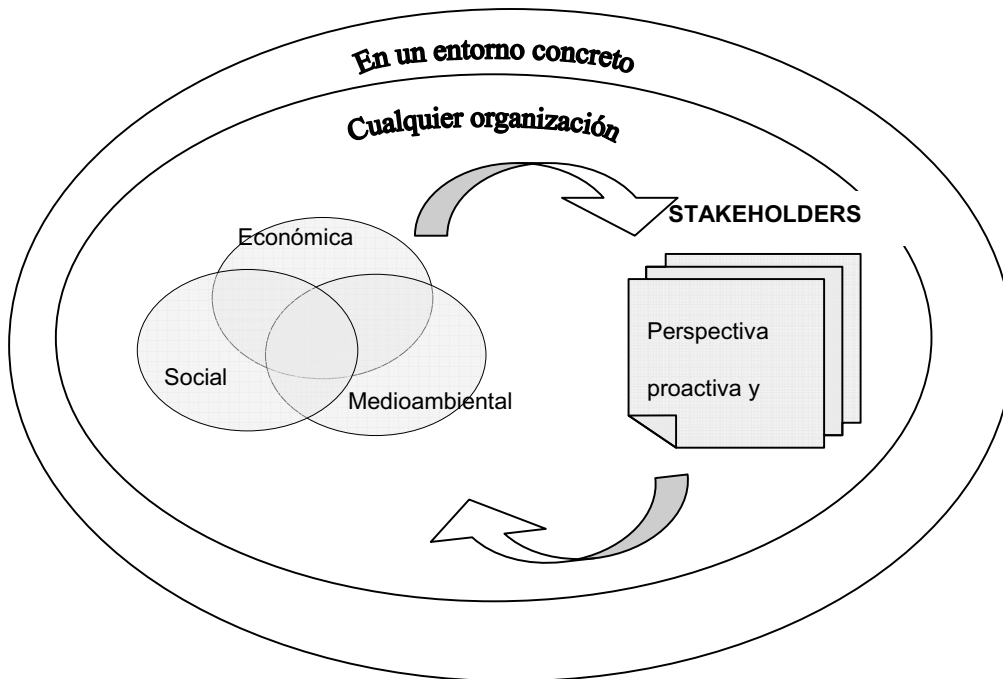 En un entorno concreto
Cualquier organización
STAKEHOLDERS
Económica
Social
Medioambiental
Perspectiva
proactiva y